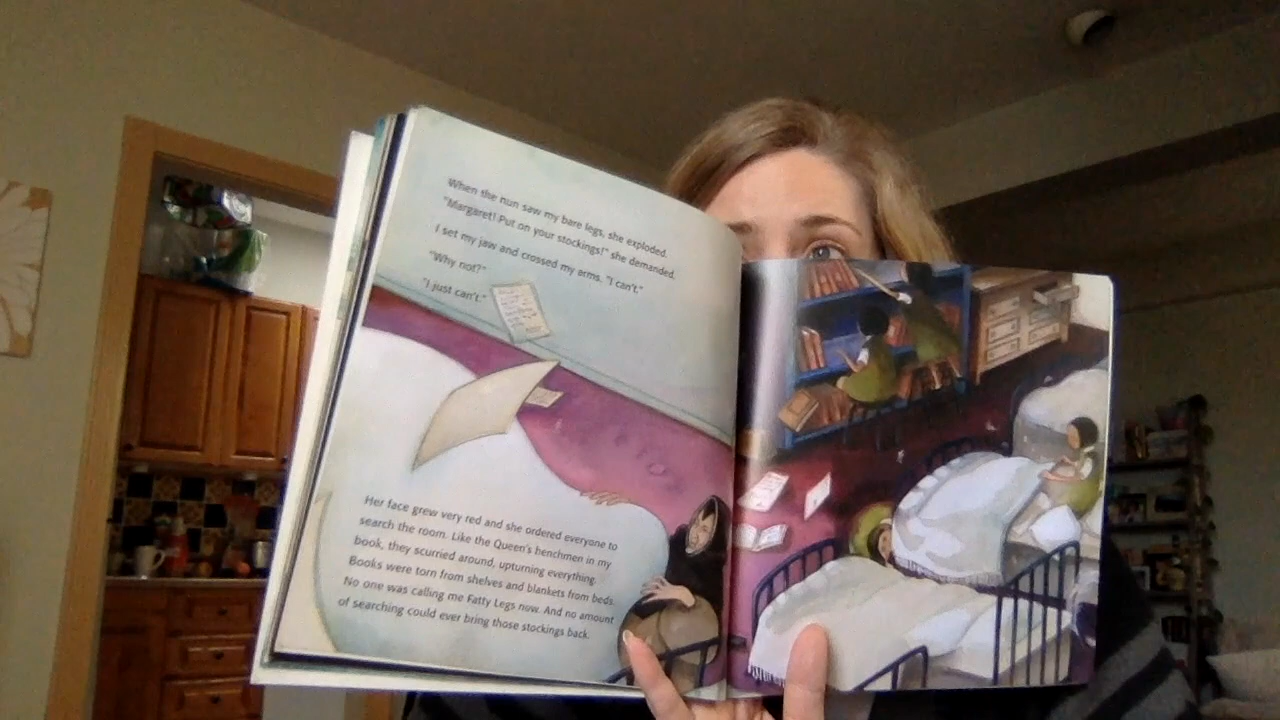 When the nun saw my bare legs, she exploded.
"Margaret! Put on your stockings!" she demanded.
I set my jaw and crossed my arms. "I can't."
"Why not?"
"I just can't."
Her face grew very red and she ordered everyone to
search the room. Like the Queen's henchmen in my
book, they scurried around, upturning everything.
Books were torn from shelves and blankets from beds.
No one was calling me Fatty Legs now. And no amount
of searching could ever bring those stockings back.